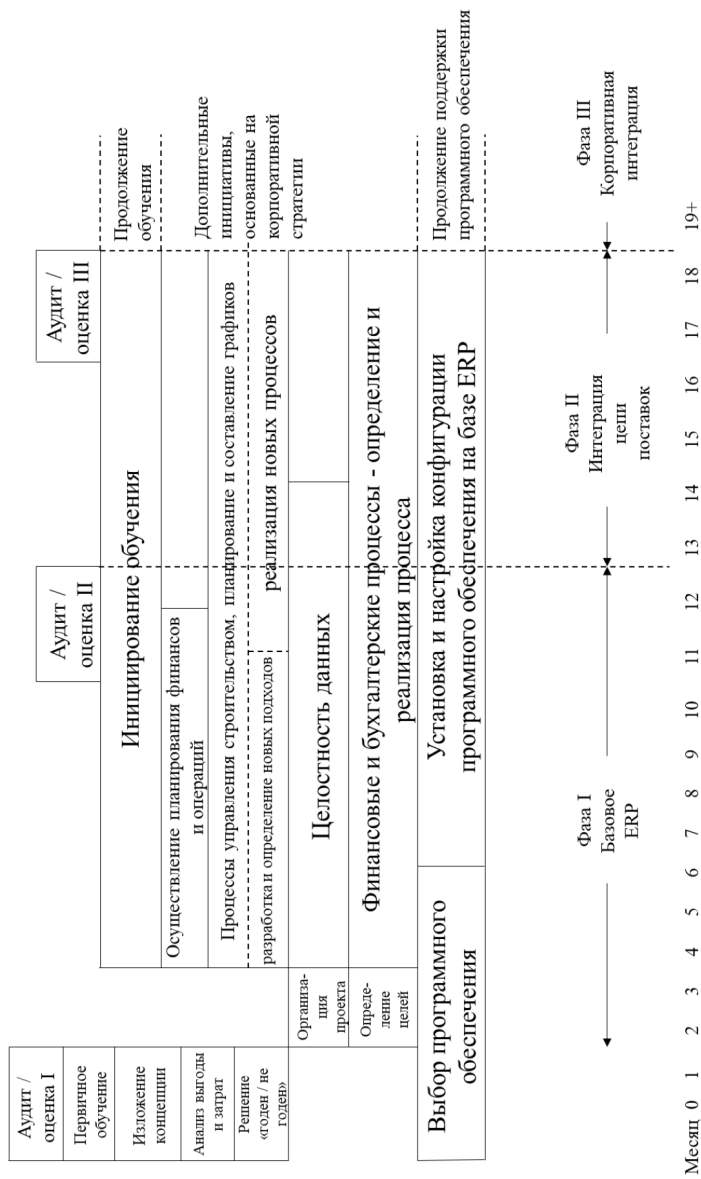 Аудит /
оценка I
Первичное
обучение
Изложение
концепции
Анализ выгоды
и затрат
Решение
«годен / не
годен»
Организа-
ция
проекта
Опреде-
ление
целей
Выбор программного
обеспечения
Аудит /
оценка II
Аудит /
оценка III
Инициирование обучения
Осуществление планирования финансов
и операций
Процессы управления строительством, планирование и составление графиков
разработка и определение новых подходов
реализация новых процессов
Целостность данных
Финансовые и бухгалтерские процессы - определение и
реализация процесса
Установка и настройка конфигурации
программного обеспечения на базе ERP
Продолжение
обучения
Дополнительные
инициативы,
основанные на
корпоративной
стратегии
Продолжение поддержки
программного обеспечения
Фаза I
Базовое
ERP
Фаза II
Интеграция
цепи
поставок
Фаза III
Корпоративная
интеграция
Месяц 0 1 2 3 4 5 6 7 8 9 10 11 12 13 14 15 16 17 18 19+